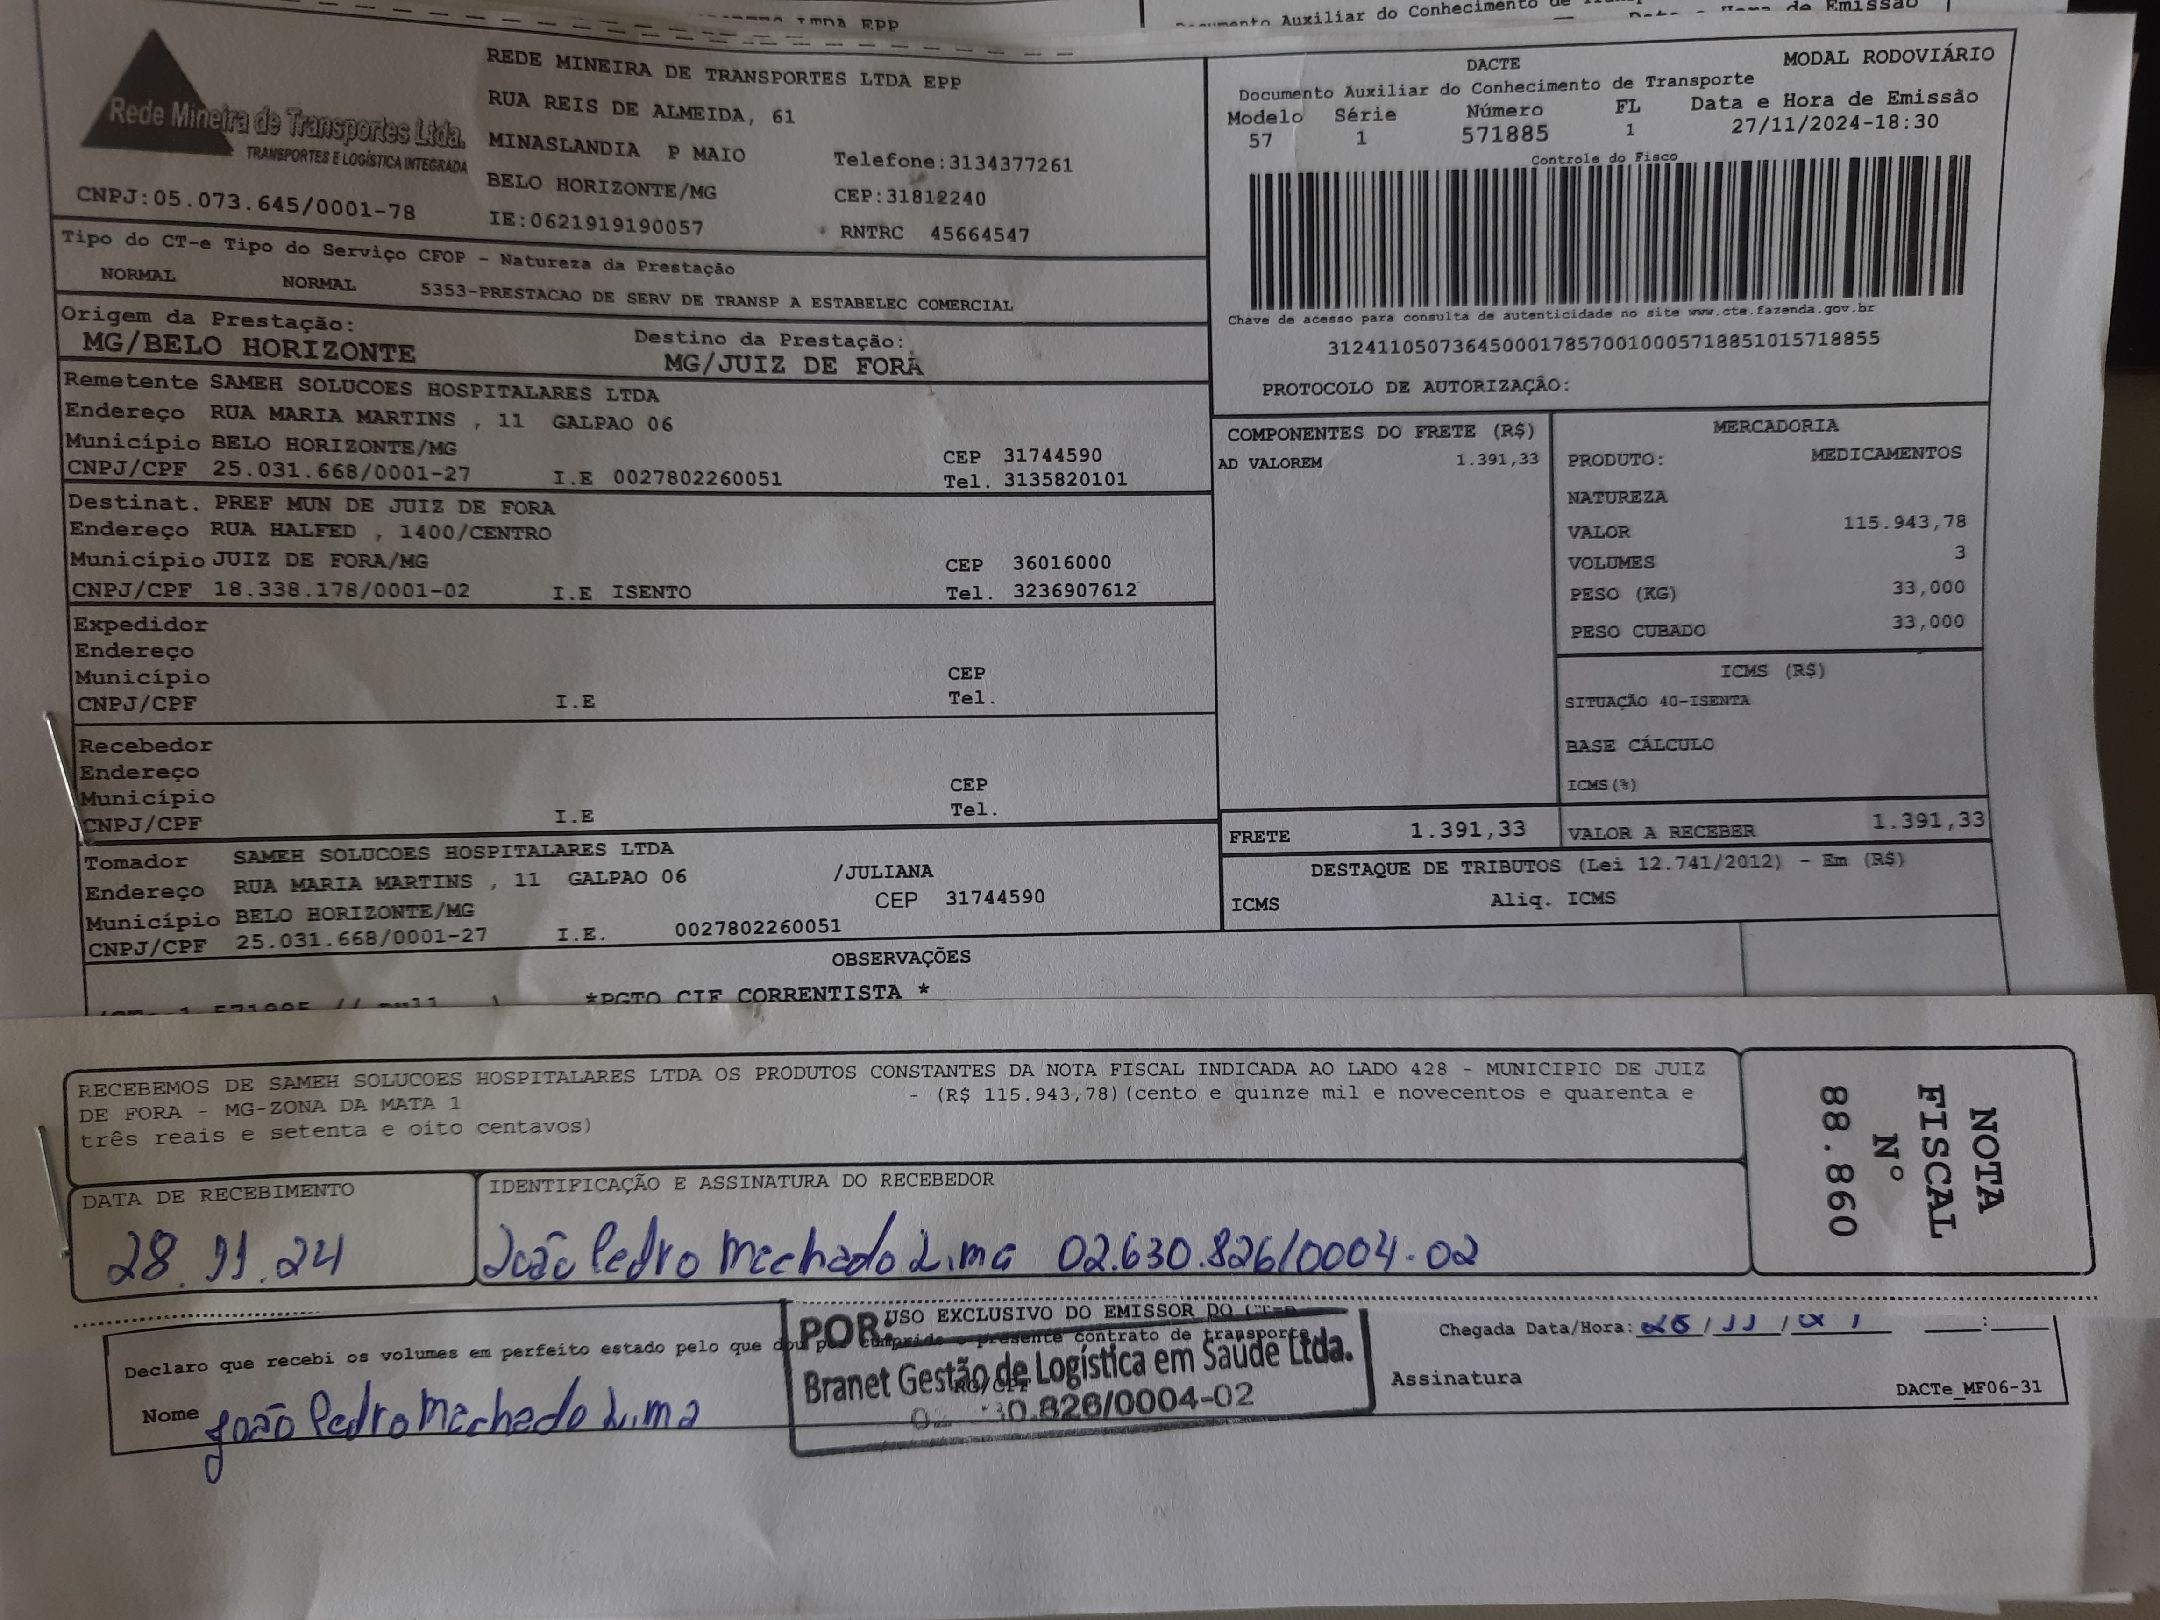 Documento Auxiliar do Conhecimento de
LTDA EPP
Rede Mineira de Transportes Ltda.
TRANSPORTES E LOGÍSTICA INTEGRADA
CNPJ:05.073.645/0001-78
REDE MINEIRA DE TRANSPORTES LTDA EPP
RUA REIS DE ALMEIDA, 61
MINASLANDIA P MAIO Telefone:3134377261
BELO HORIZONTE/MG CEP:31812240
IE:0621919190057 RNTRC 45664547
DACTE MODAL RODOVIÁRIO
Documento Auxiliar do Conhecimento de Transporte
Modelo Série Número FL Data e Hora de Emissão
57 1 571885 1 27/11/2024-18:30
Controle do Fisco
Chave de acesso para consulta de autenticidade no site www.cte.fazenda.gov.br
31241105073645000178570010005718851015718855
PROTOCOLO DE AUTORIZAÇÃO:
Tipo do CT-e Tipo do Serviço CFOP - Natureza da Prestação
NORMAL NORMAL 5353-PRESTACAO DE SERV DE TRANSP A ESTABELEC COMERCIAL
Origem da Prestação: Destino da Prestação:
MG/BELO HORIZONTE MG/JUIZ DE FORA
Remetente SAMEH SOLUCOES HOSPITALARES LTDA
Endereço RUA MARIA MARTINS , 11 GALPAO 06
Município BELO HORIZONTE/MG CEP 31744590
CNPJ/CPF 25.031.668/0001-27 I.E 0027802260051 Tel. 3135820101
Destinat. PREF MUN DE JUIZ DE FORA
Endereço RUA HALFED , 1400/CENTRO
Município JUIZ DE FORA/MG CEP 36016000
CNPJ/CPF 18.338.178/0001-02 I.E ISENTO Tel. 3236907612
Expedidor
Endereço
Município CEP
CNPJ/CPF I.E Tel.
Recebedor
Endereço
Município CEP
CNPJ/CPF I.E Tel.
Tomador SAMEH SOLUCOES HOSPITALARES LTDA /JULIANA
Endereço RUA MARIA MARTINS , 11 GALPAO 06 CEP 31744590
Município BELO HORIZONTE/MG
CNPJ/CPF 25.031.668/0001-27 I.E. 0027802260051
COMPONENTES DO FRETE (R$)
AD VALOREM 1.391,33
MERCADORIA
PRODUTO: MEDICAMENTOS
NATUREZA
VALOR 115.943,78
VOLUMES 3
PESO (KG) 33,000
PESO CUBADO 33,000
ICMS (R$)
SITUAÇÃO 40-ISENTA
BASE CÁLCULO
ICMS(%)
FRETE 1.391,33 VALOR A RECEBER 1.391,33
DESTAQUE DE TRIBUTOS (Lei 12.741/2012) - Em (R$)
ICMS Aliq. ICMS
OBSERVAÇÕES
*PGTO CIF CORRENTISTA *
RECEBEMOS DE SAMEH SOLUCOES HOSPITALARES LTDA OS PRODUTOS CONSTANTES DA NOTA FISCAL INDICADA AO LADO 428 - MUNICIPIO DE JUIZ
DE FORA - MG-ZONA DA MATA 1 - (R$ 115.943,78)(cento e quinze mil e novecentos e quarenta e
três reais e setenta e oito centavos)
NOTA
FISCAL
Nº
88.860
DATA DE RECEBIMENTO IDENTIFICAÇÃO E ASSINATURA DO RECEBEDOR
28.11.24 João Pedro Machado Lima 02.630.826/0004-02
USO EXCLUSIVO DO EMISSOR DO
Declaro que recebi os volumes em perfeito estado pelo que dou por cumprido o presente contrato de transporte
Chegada Data/Hora:
Nome João Pedro Machado Lima
RG/CPF
Assinatura
DACTe_MF06-31
POR:
Branet Gestão de Logística em Saúde Ltda.
30.826/0004-02